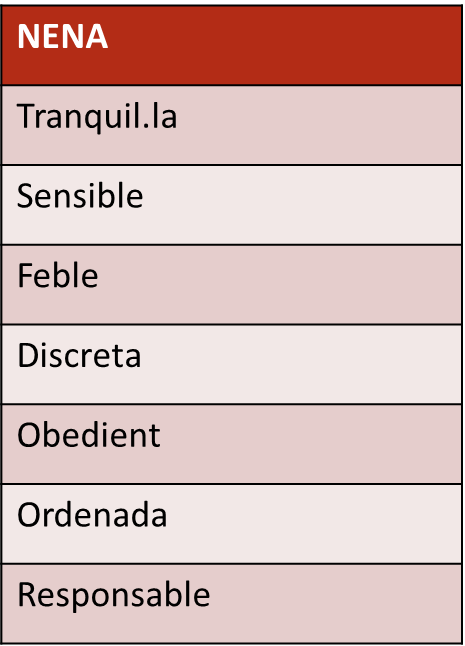 NENA
Tranquil.la
Sensible
Feble
Discreta
Obedient
Ordenada
Responsable